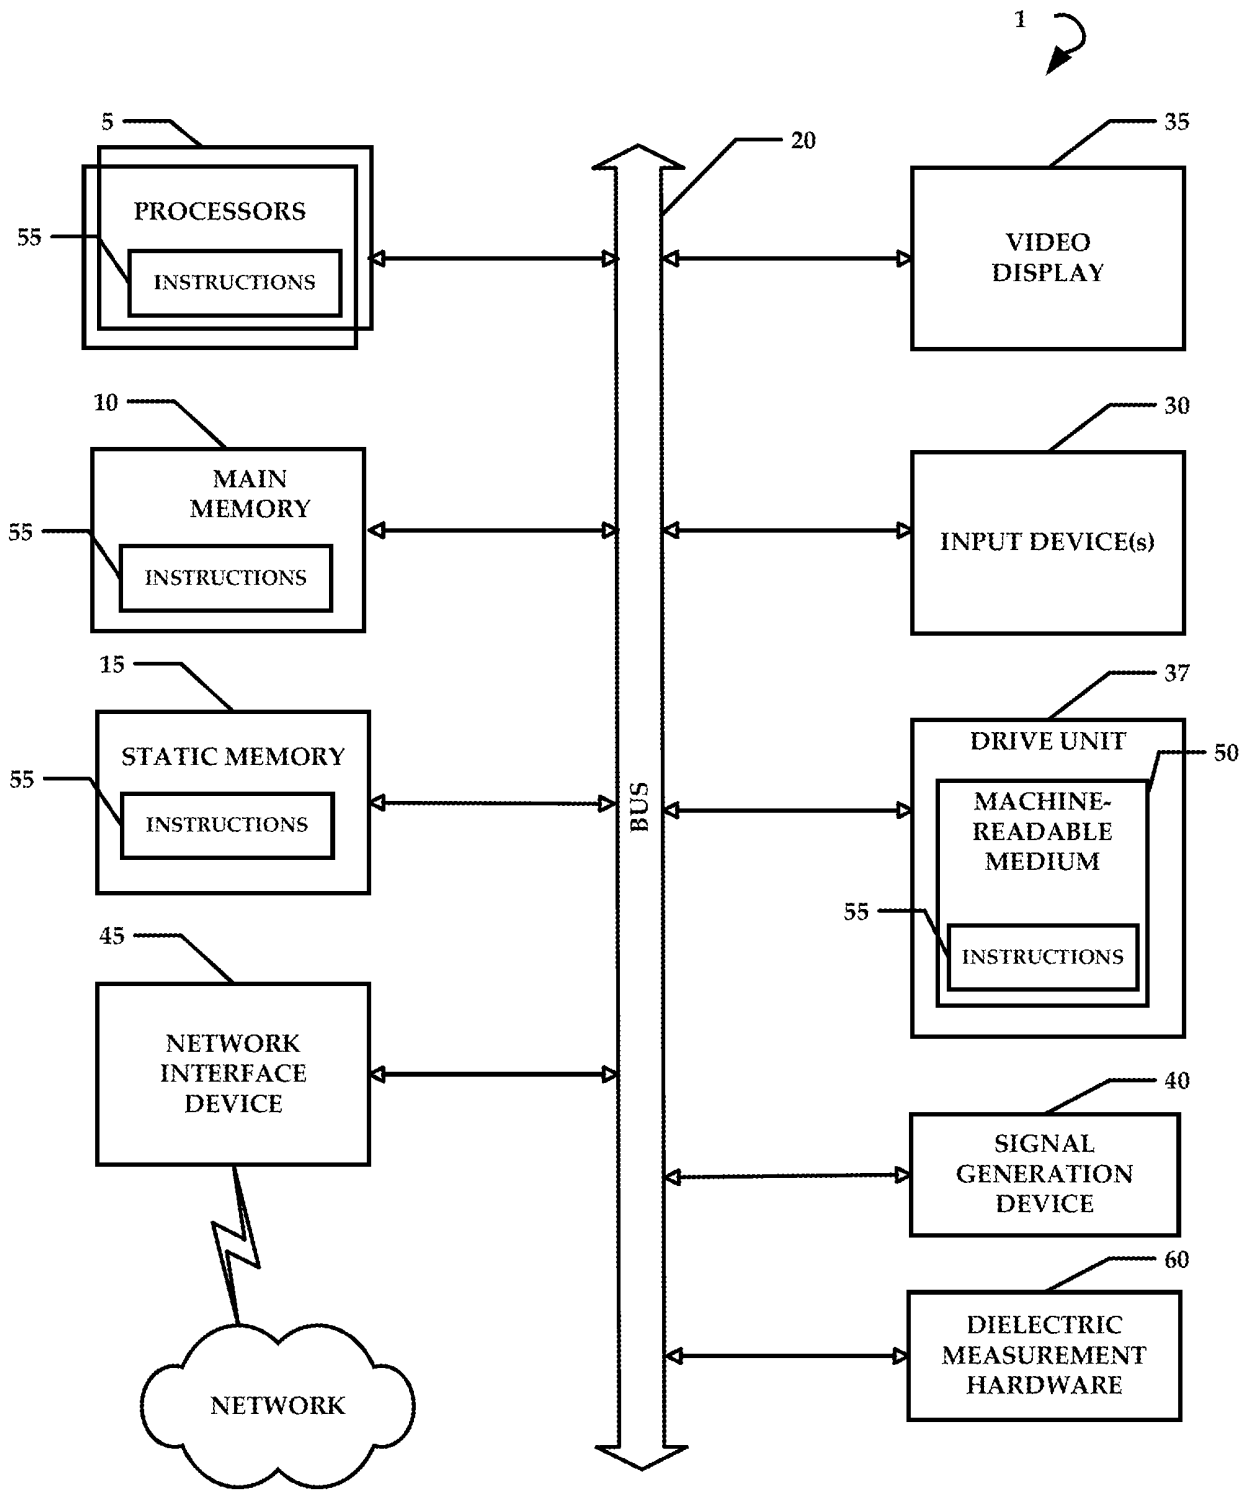 1
5
PROCESSORS
55
INSTRUCTIONS
20
35
VIDEO
DISPLAY
10
MAIN
MEMORY
55
INSTRUCTIONS
30
INPUT DEVICE(s)
15
STATIC MEMORY
55
INSTRUCTIONS
BUS
37
DRIVE UNIT
50
MACHINE-
READABLE
MEDIUM
55
INSTRUCTIONS
45
NETWORK
INTERFACE
DEVICE
40
SIGNAL
GENERATION
DEVICE
60
DIELECTRIC
MEASUREMENT
HARDWARE
NETWORK